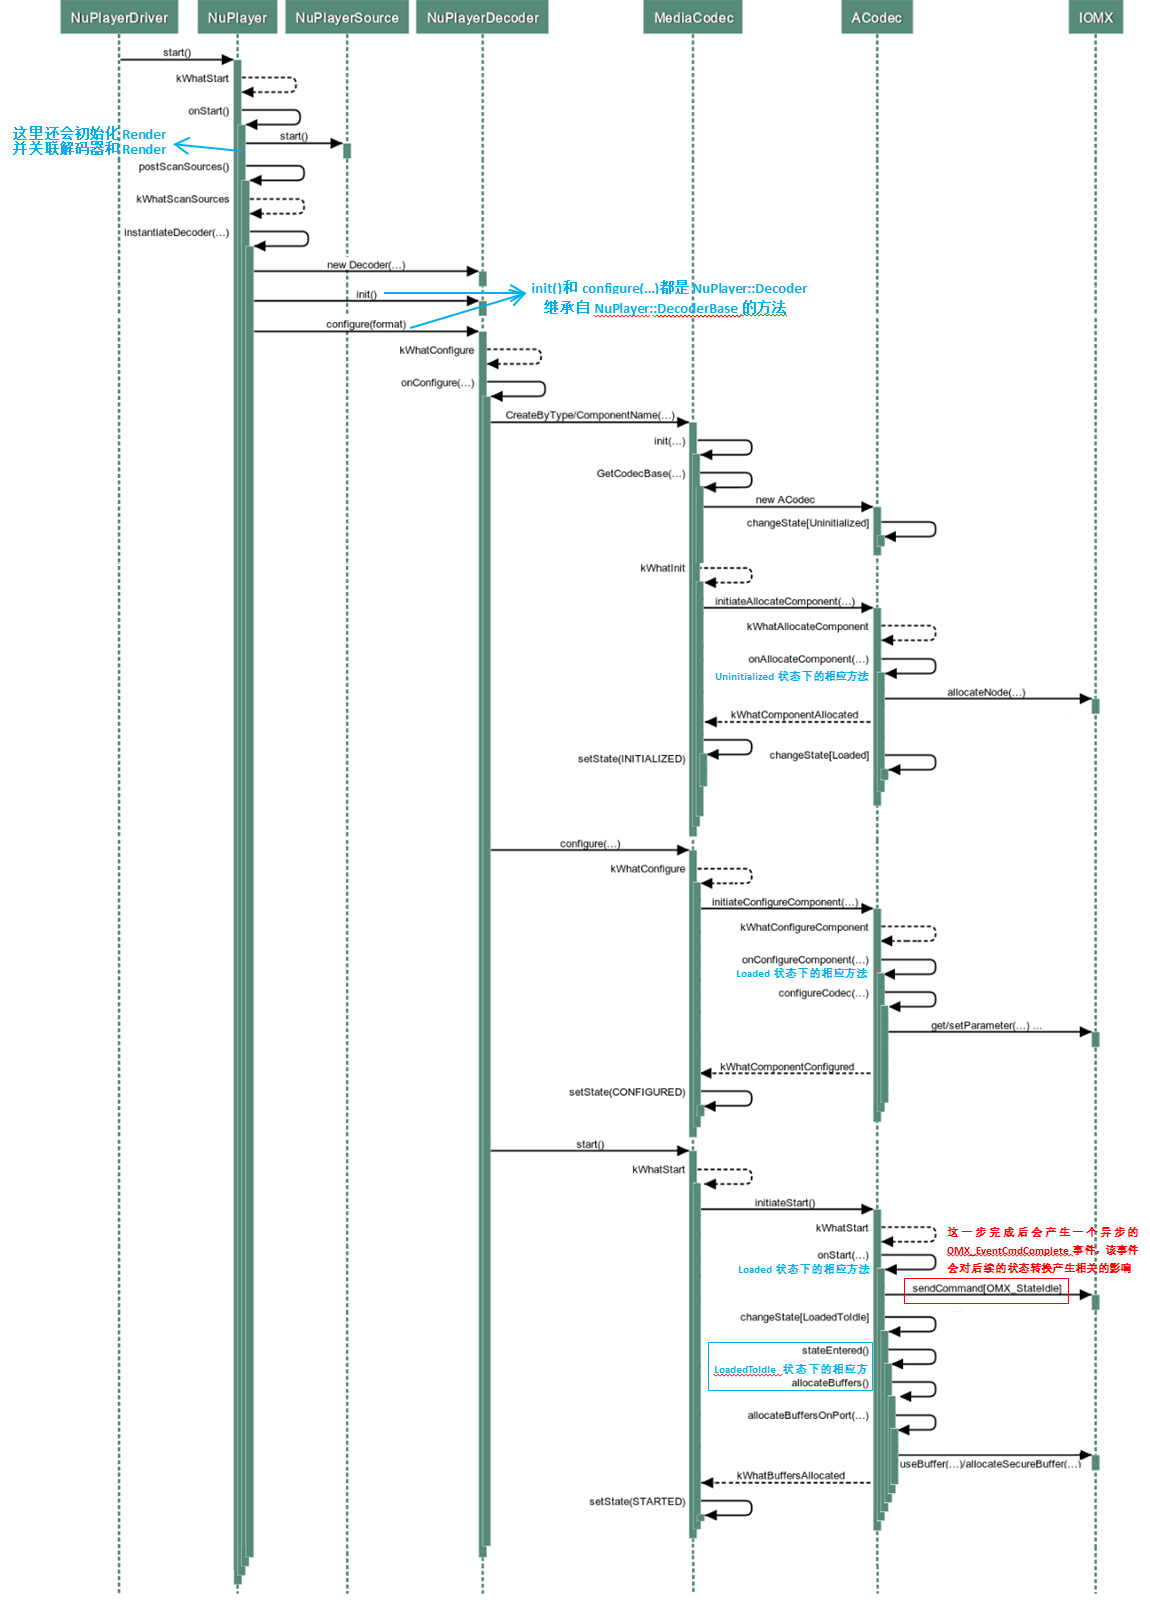 NuPlayerDriver
NuPlayer
NuPlayerSource
NuPlayerDecoder
MediaCodec
ACodec
IOMX
start()
kWhatStart
onStart()
这里还会初始化Render
并关联解码器和Render
start()
postScanSources()
kWhatScanSources
instantiateDecoder(...)
new Decoder(...)
init()
init()和 configure(...)都是 NuPlayer::Decoder
继承自 NuPlayer::DecoderBase 的方法
configure(format)
kWhatConfigure
onConfigure(...)
CreateByType/ComponentName(...)
init(...)
GetCodecBase(...)
new ACodec
changeState[Uninitialized]
kWhatInit
initiateAllocateComponent(...)
kWhatAllocateComponent
onAllocateComponent(...)
Uninitialized 状态下的相应方法
allocateNode(...)
kWhatComponentAllocated
setState(INITIALIZED)
changeState[Loaded]
configure(...)
kWhatConfigure
initiateConfigureComponent(...)
kWhatConfigureComponent
onConfigureComponent(...)
Loaded 状态下的相应方法
configureCodec(...)
get/setParameter(...) ...
kWhatComponentConfigured
setState(CONFIGURED)
start()
kWhatStart
initiateStart()
kWhatStart
这一步完成后会产生一个异步的
OMX_EventCmdComplete 事件，该事件
会对后续的状态转换产生相关的影响
onStart(...)
Loaded 状态下的相应方法
sendCommand[OMX_StateIdle]
changeState[LoadedToIdle]
stateEntered()
LoadedToIdle 状态下的相应方
allocateBuffers()
allocateBuffersOnPort(...)
useBuffer(...)/allocateSecureBuffer(...)
kWhatBuffersAllocated
setState(STARTED)